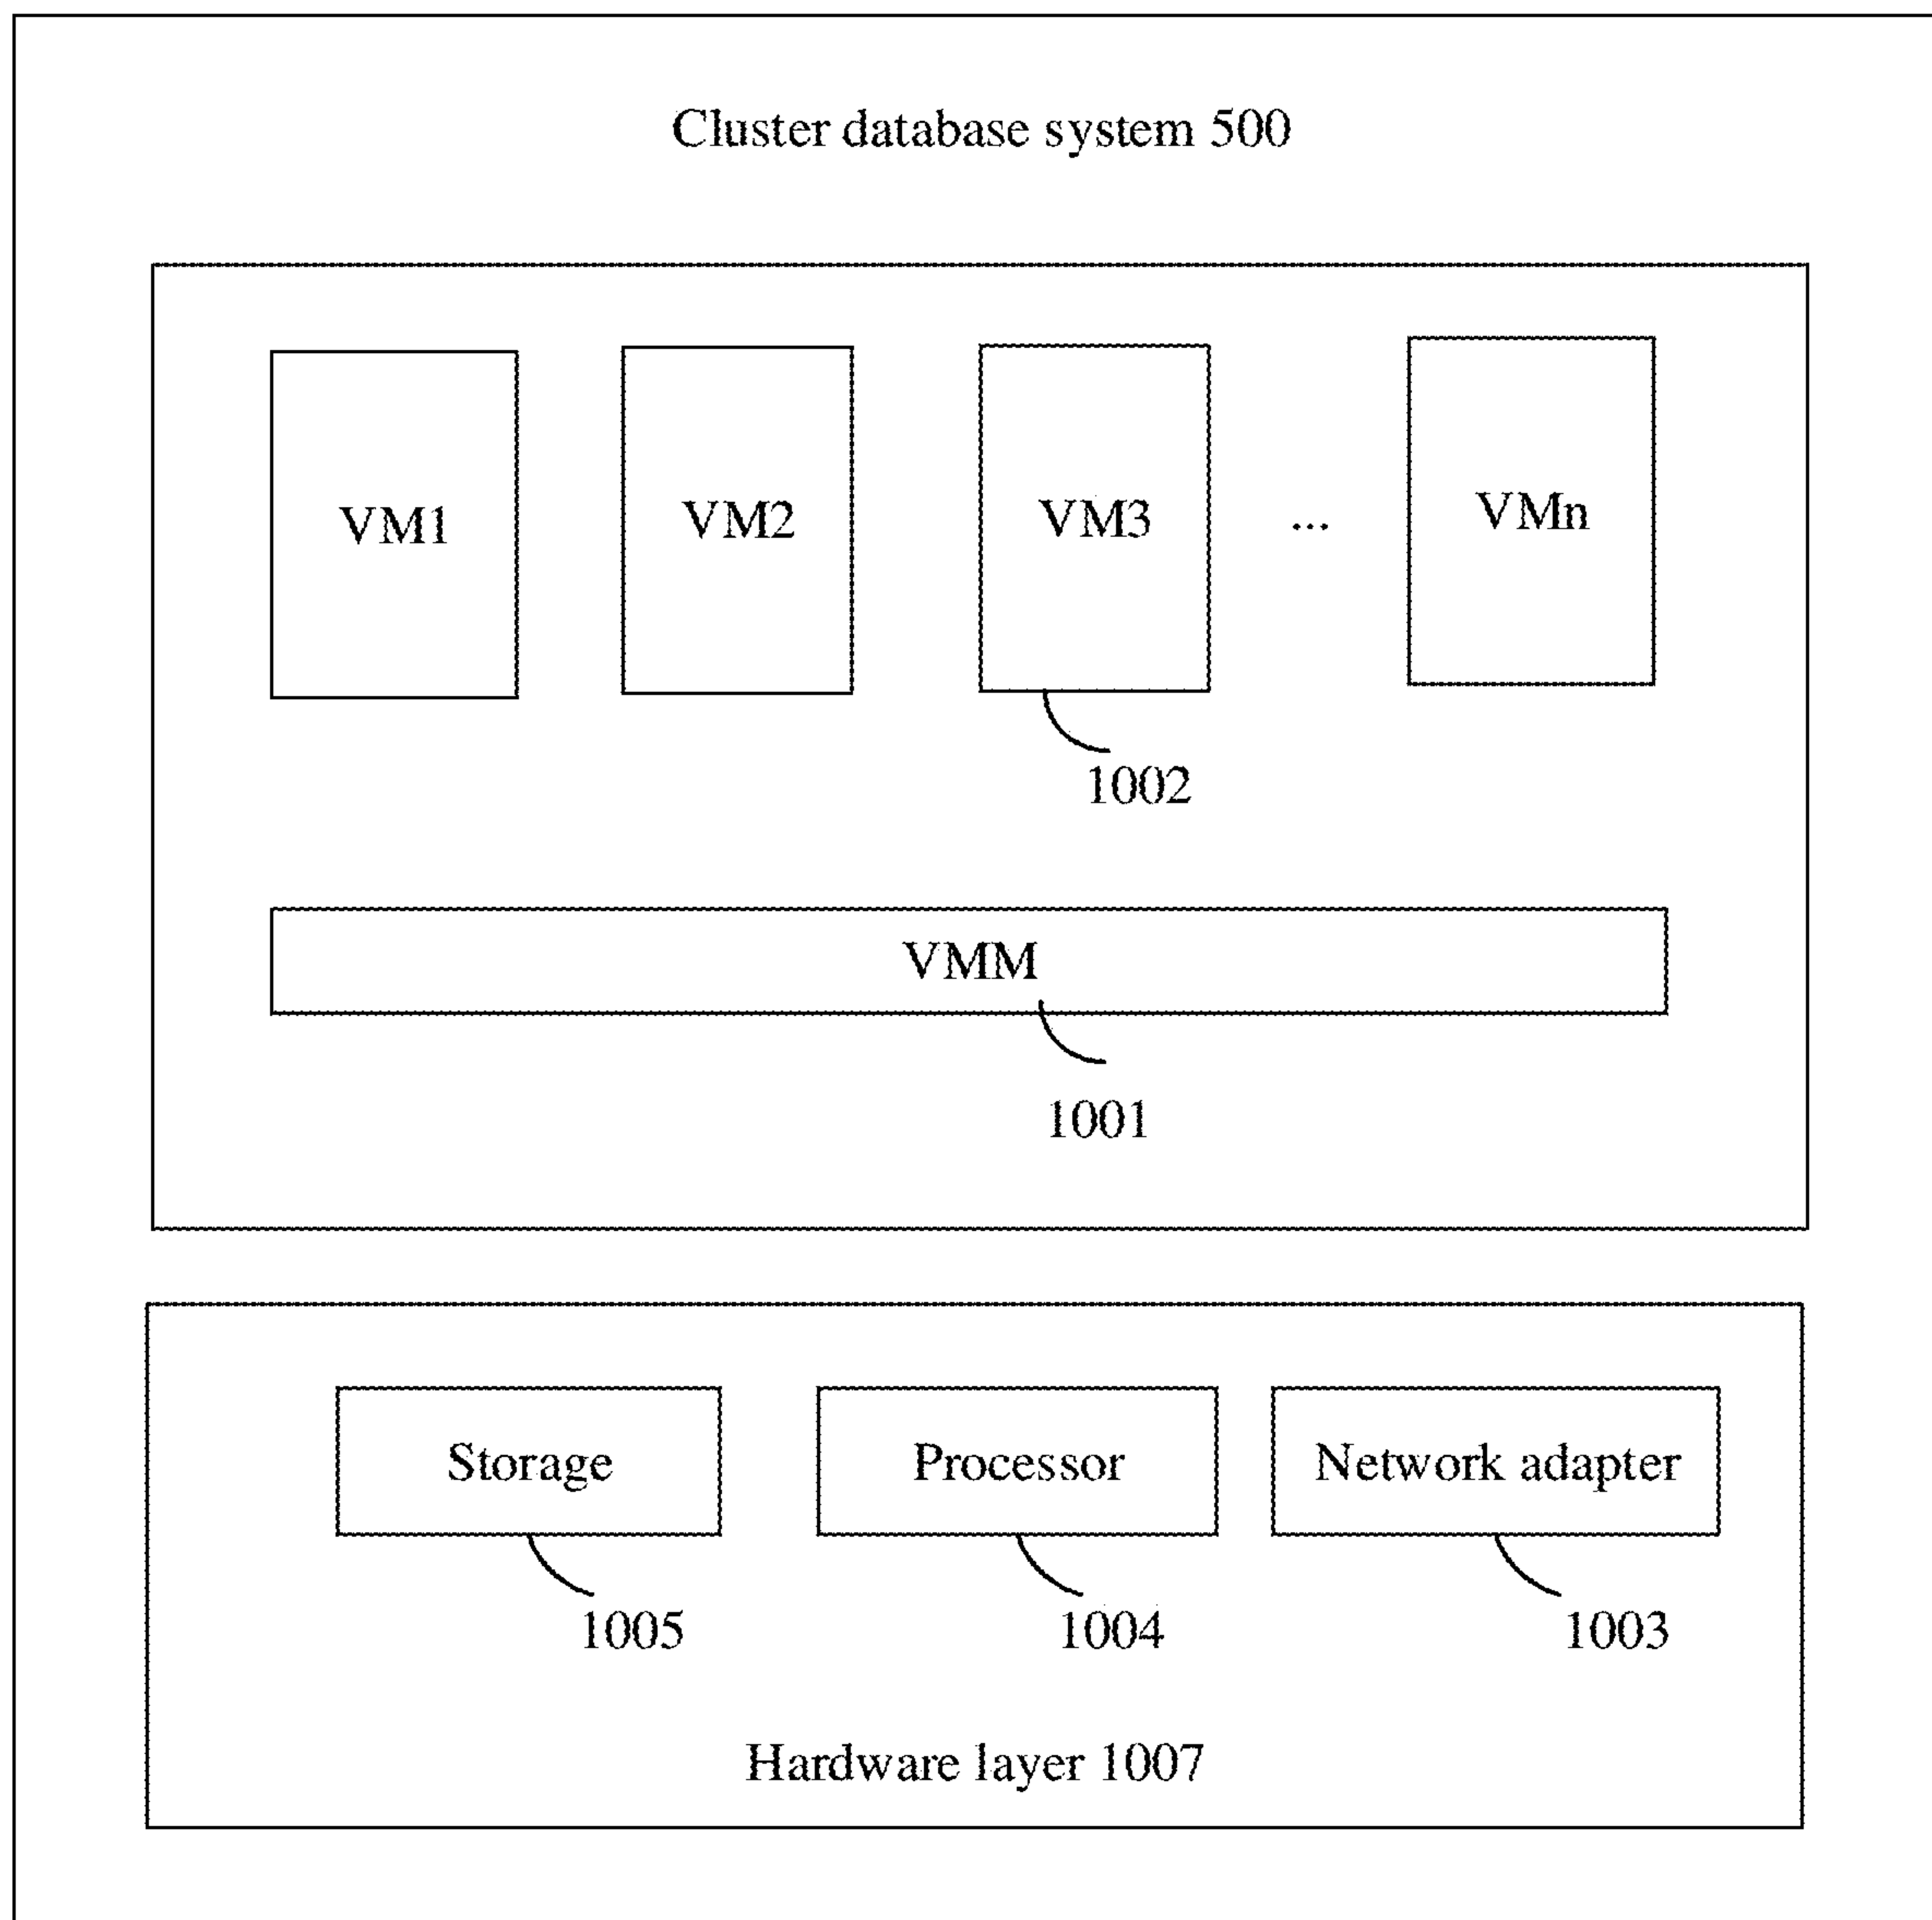 Cluster database system 500
VM1 VM2 VM3 ... VMn
1002
VMM
1001
Storage Processor Network adapter
1005 1004 1003
Hardware layer 1007